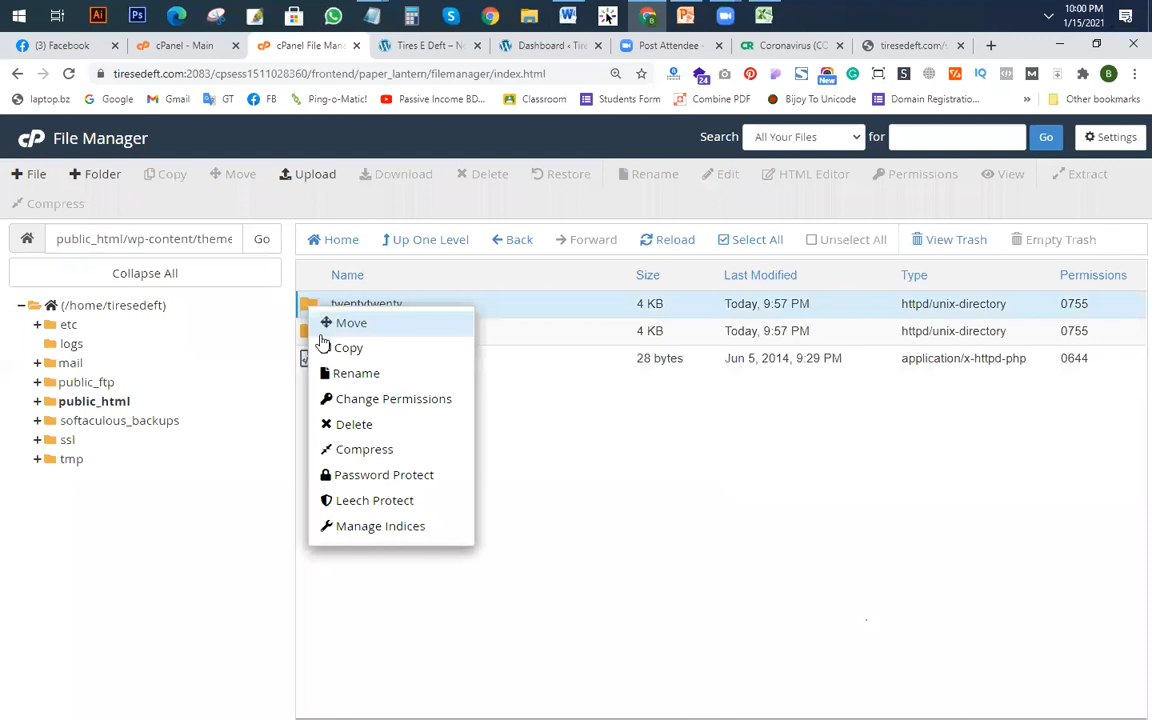 Ai
Ps
10:00 PM
1/15/2021
(3) Facebook
cPanel - Main
cPanel File Man
Tires E Deft – N
Dashboard ‹ Tire
Post Attendee -
CR Coronavirus (CC
tiresedeft.com/
tiresedeft.com:2083/cpsess1511028360/frontend/paper_lantern/filemanager/index.html
24
New
IQ
M
B
laptop.bz
Google
Gmail
GT
FB
Ping-o-Matic!
Passive Income BD...
Classroom
Students Form
Combine PDF
Bijoy To Unicode
Domain Registratio...
»
Other bookmarks
cP File Manager
Search
All Your Files
for
Go
Settings
File
Folder
Copy
Move
Upload
Download
Delete
Restore
Rename
Edit
HTML Editor
Permissions
View
Extract
Compress
public_html/wp-content/theme
Go
Home
Up One Level
Back
Forward
Reload
Select All
Unselect All
View Trash
Empty Trash
Collapse All
Name
Size
Last Modified
Type
Permissions
(/home/tiresedeft)
etc
logs
mail
public_ftp
public_html
softaculous_backups
ssl
tmp
twentytwenty
4 KB
Today, 9:57 PM
httpd/unix-directory
0755
4 KB
Today, 9:57 PM
httpd/unix-directory
0755
28 bytes
Jun 5, 2014, 9:29 PM
application/x-httpd-php
0644
Move
Copy
Rename
Change Permissions
Delete
Compress
Password Protect
Leech Protect
Manage Indices